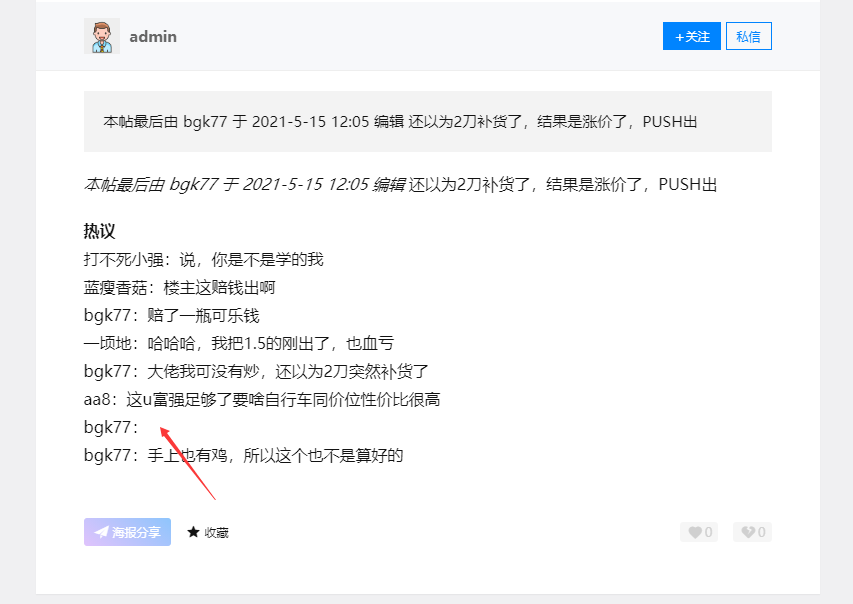 admin
+关注
私信
本帖最后由 bgk77 于 2021-5-15 12:05 编辑 还以为2刀补货了，结果是涨价了，PUSH出
本帖最后由 bgk77 于 2021-5-15 12:05 编辑 还以为2刀补货了，结果是涨价了，PUSH出
热议
打不死小强：说，你是不是学的我
蓝瘦香菇：楼主这赔钱出啊
bgk77：赔了一瓶可乐钱
一顷地：哈哈哈，我把1.5的刚出了，也血亏
bgk77：大佬我可没有炒，还以为2刀突然补货了
aa8：这u富强足够了要啥自行车同价位性价比很高
bgk77：
bgk77：手上也有鸡，所以这个也不是算好的
海报分享
收藏
0
0